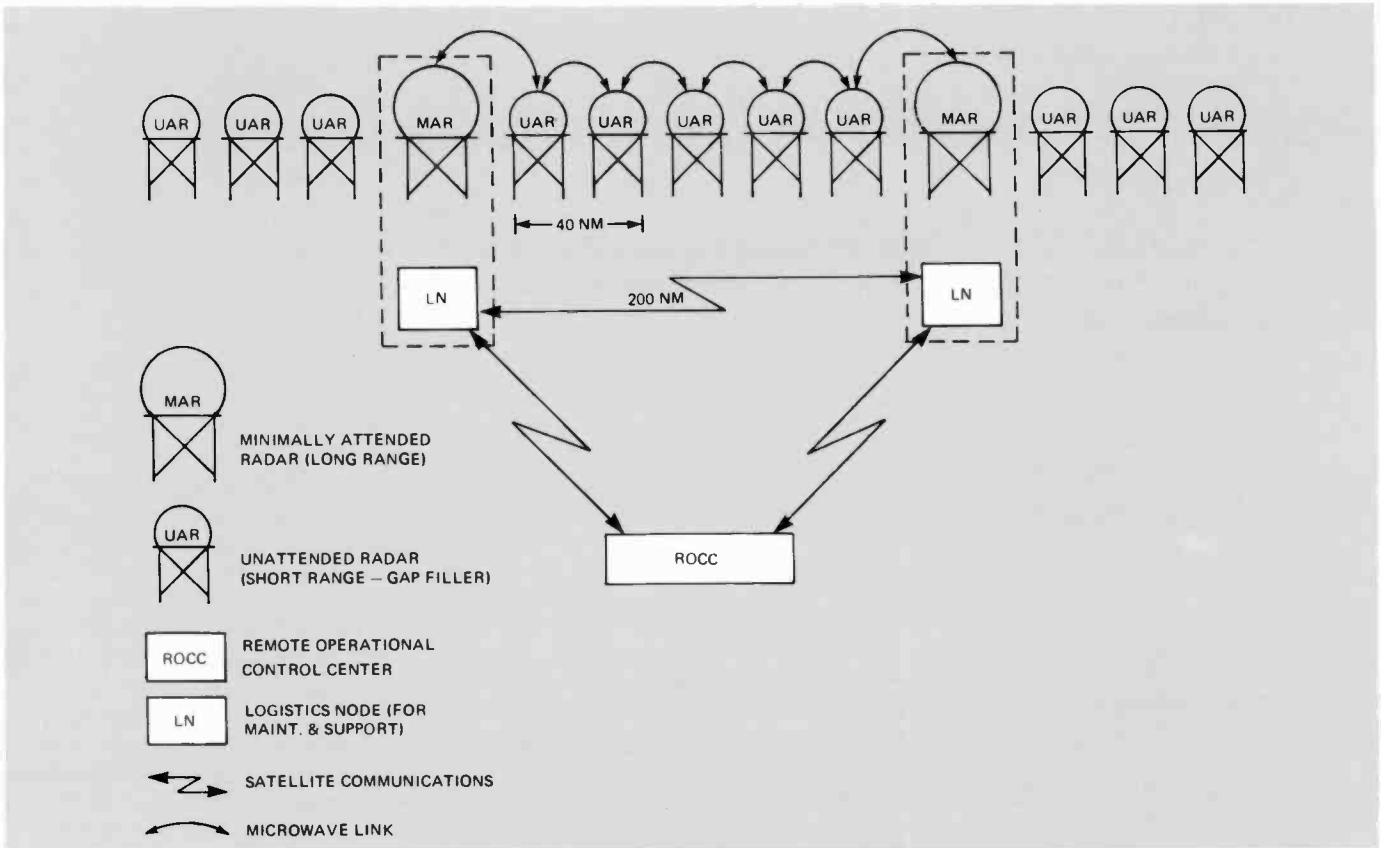 UAR UAR UAR MAR UAR UAR UAR UAR UAR MAR UAR UAR UAR
40 NM
LN
200 NM
LN
MAR
MINIMALLY ATTENDED
RADAR (LONG RANGE)
UAR
UNATTENDED RADAR
(SHORT RANGE – GAP FILLER)
ROCC
ROCC
REMOTE OPERATIONAL
CONTROL CENTER
LN
LOGISTICS NODE (FOR
MAINT. & SUPPORT)
SATELLITE COMMUNICATIONS
MICROWAVE LINK